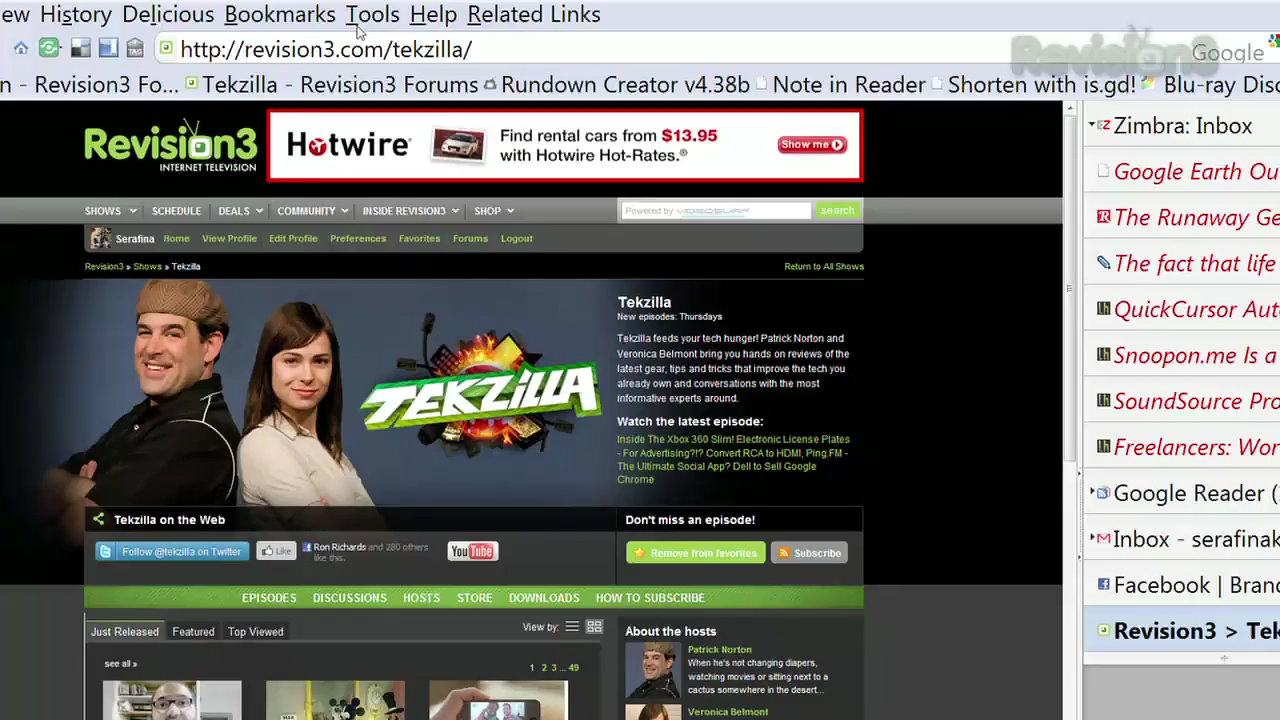 ew History Delicious Bookmarks Tools Help Related Links
http://revision3.com/tekzilla/
Google
Revision3
n - Revision3 Fo... Tekzilla - Revision3 Forums Rundown Creator v4.38b Note in Reader Shorten with is.gd! Blu-ray Disc
Revision3
INTERNET TELEVISION
Hotwire
Find rental cars from $13.95
with Hotwire Hot-Rates.®
Show me
SHOWS SCHEDULE DEALS COMMUNITY INSIDE REVISION3 SHOP
Powered by VIDEOSURF
search
Serafina Home View Profile Edit Profile Preferences Favorites Forums Logout
Revision3 » Shows » Tekzilla
Return to All Shows
TEKZILLA
Tekzilla
New episodes: Thursdays
Tekzilla feeds your tech hunger! Patrick Norton and
Veronica Belmont bring you hands on reviews of the
latest gear, tips and tricks that improve the tech you
already own and conversations with the most
informative experts around.
Watch the latest episode:
Inside The Xbox 360 Slim! Electronic License Plates
- For Advertising?!? Convert RCA to HDMI, Ping.FM -
The Ultimate Social App? Dell to Sell Google
Chrome
Tekzilla on the Web
Follow @tekzilla on Twitter
Like
Ron Richards and 280 others
like this.
You Tube
Don't miss an episode!
Remove from favorites
Subscribe
EPISODES DISCUSSIONS HOSTS STORE DOWNLOADS HOW TO SUBSCRIBE
Just Released Featured Top Viewed
View by:
see all »
1 2 3 ... 49
About the hosts
Patrick Norton
When he's not changing diapers,
watching movies or sitting next to a
cactus somewhere in the desert...
Veronica Belmont
Zimbra: Inbox
Google Earth Ou
The Runaway Ge
The fact that life
QuickCursor Aut
Snoopon.me Is a
SoundSource Pro
Freelancers: Wor
Google Reader (
Inbox - serafinak
Facebook | Brand
Revision3 > Tek